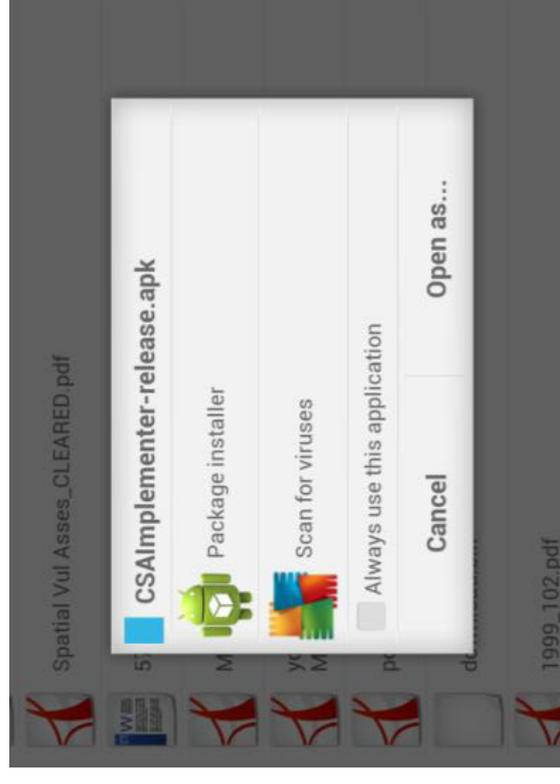 Spatial Vul Asses_CLEARED.pdf
CSAImplementer-release.apk
Package installer
Scan for viruses
Always use this application
Cancel
Open as...
1999_102.pdf